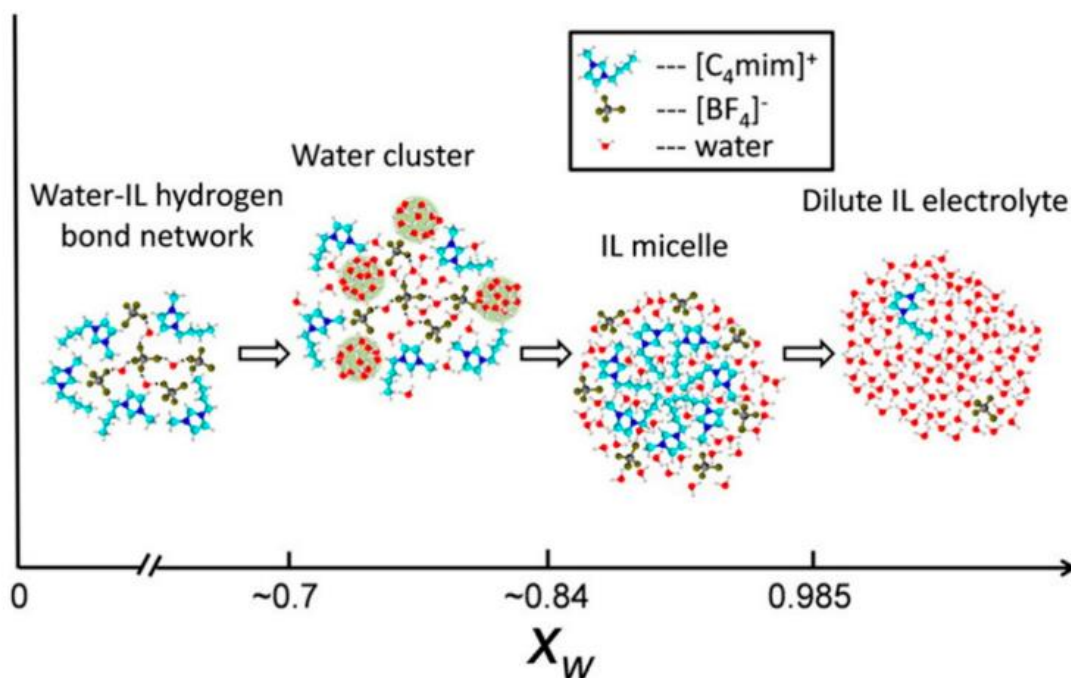 --- [C₄mim]⁺
--- [BF₄]⁻
--- water
Water cluster
Water-IL hydrogen
bond network
IL micelle
Dilute IL electrolyte
0
~0.7
~0.84
0.985
X_w